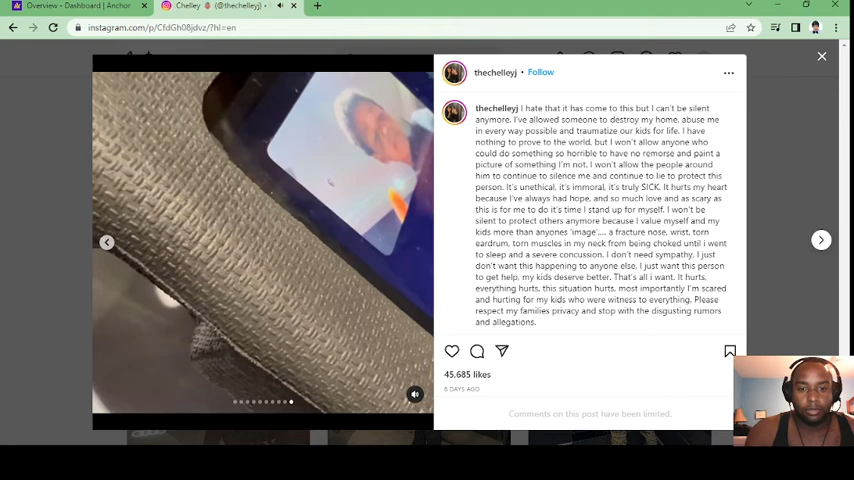 Overview - Dashboard | Anchor
Chelley
(@thechelleyj) •
instagram.com/p/CfdGh08jdvz/?hl=en
thechelleyj • Follow
thechelleyj I hate that it has come to this but I can't be silent
anymore. I've allowed someone to destroy my home, abuse me
in every way possible and traumatize our kids for life. I have
nothing to prove to the world, but I won't allow anyone who
could do something so horrible to have no remorse and paint a
picture of something I'm not. I won't allow the people around
him to continue to silence me and continue to lie to protect this
person. It's unethical, it's immoral, it's truly SICK. It hurts my heart
because I've always had hope, and so much love and as scary as
this is for me to do it's time I stand up for myself. I won't be
silent to protect others anymore because I value myself and my
kids more than anyones 'image',... a fracture nose, wrist, torn
eardrum, torn muscles in my neck from being choked until i went
to sleep and a severe concussion. I don't need sympathy, I just
don't want this happening to anyone else, I just want this person
to get help, my kids deserve better. That's all i want. It hurts,
everything hurts, this situation hurts, most importantly I'm scared
and hurting for my kids who were witness to everything. Please
respect my families privacy and stop with the disgusting rumors
and allegations.
45,685 likes
6 DAYS AGO
Comments on this post have been limited.